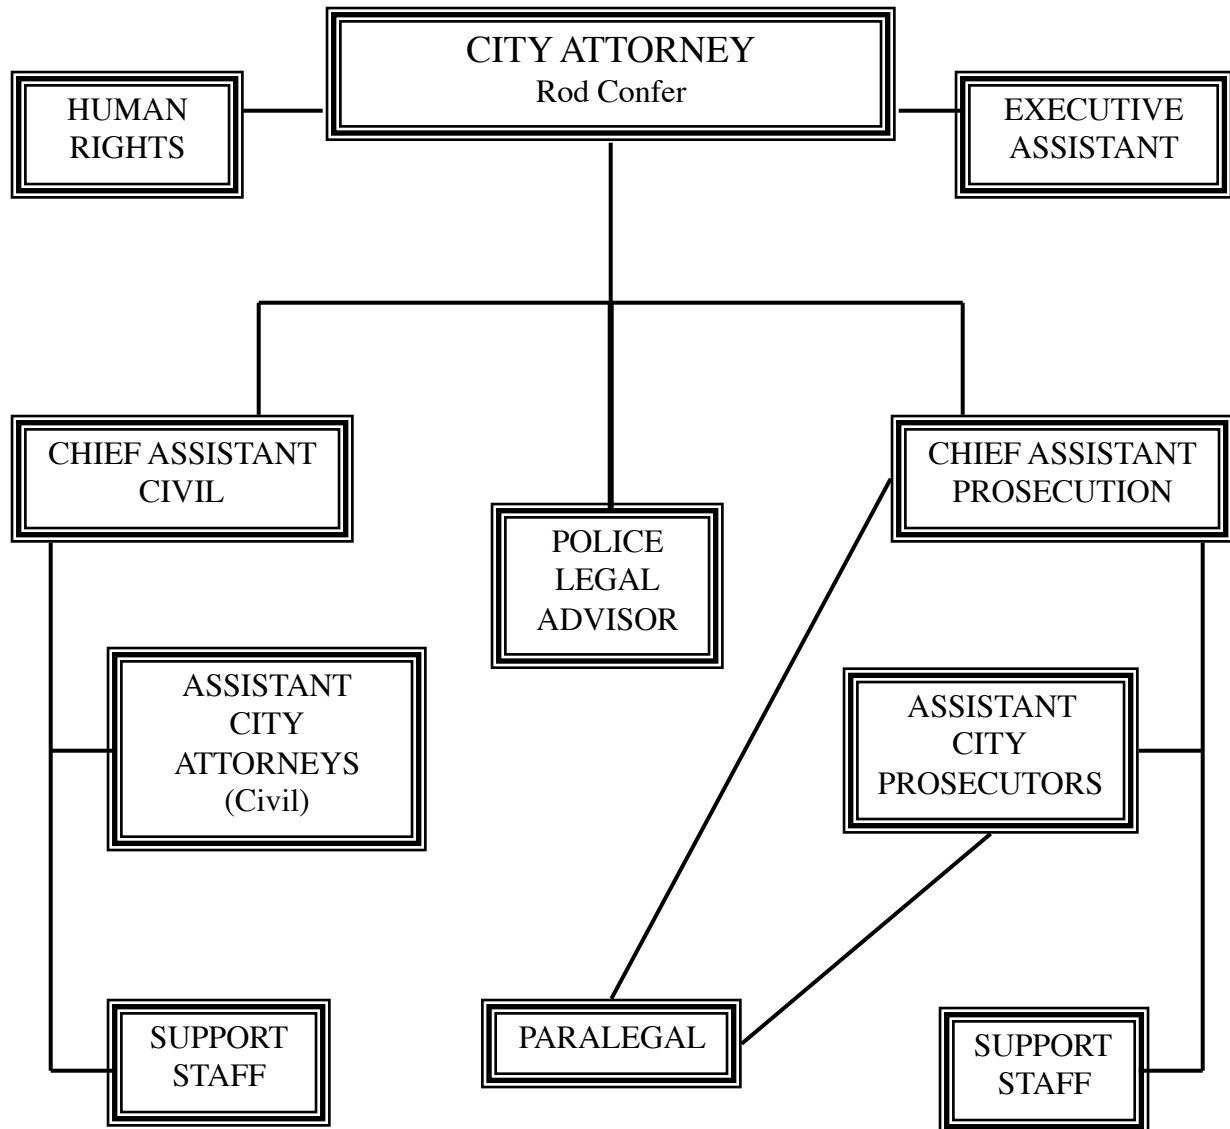 CITY ATTORNEY
Rod Confer
HUMAN
RIGHTS
EXECUTIVE
ASSISTANT
CHIEF ASSISTANT
CIVIL
CHIEF ASSISTANT
PROSECUTION
POLICE
LEGAL
ADVISOR
ASSISTANT
CITY
ATTORNEYS
(Civil)
ASSISTANT
CITY
PROSECUTORS
SUPPORT
STAFF
PARALEGAL
SUPPORT
STAFF